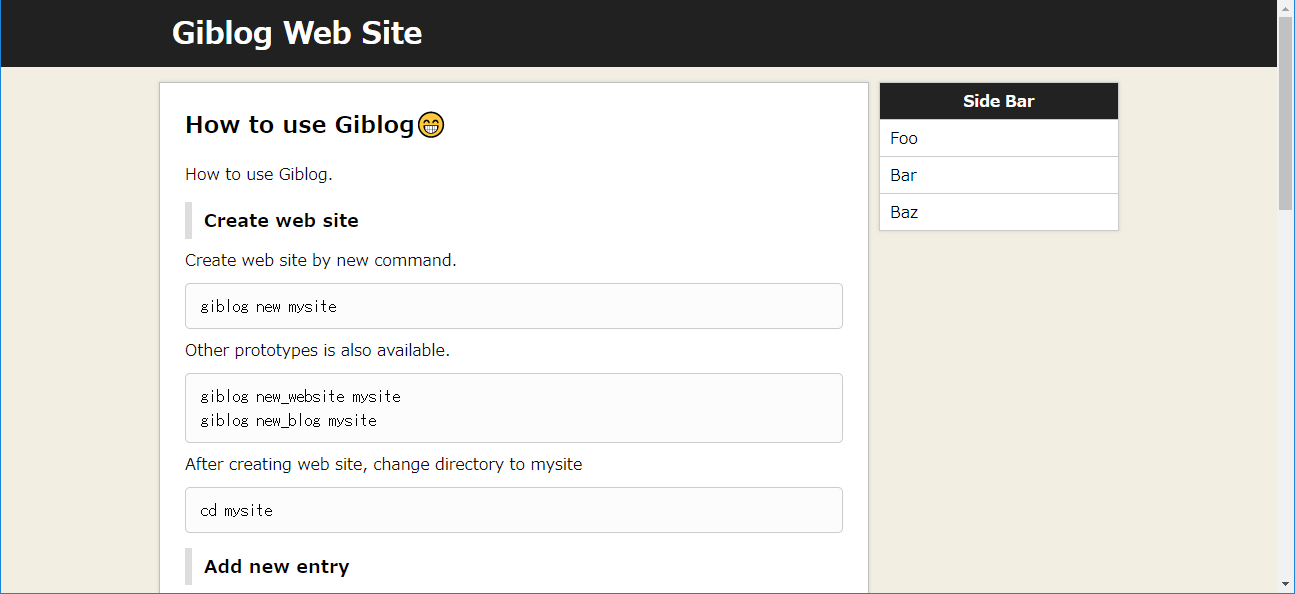 Giblog Web Site
How to use Giblog😁
How to use Giblog.
Create web site
Create web site by new command.
giblog new mysite
Other prototypes is also available.
giblog new_website mysite
giblog new_blog mysite
After creating web site, change directory to mysite
cd mysite
Add new entry
Side Bar
Foo
Bar
Baz